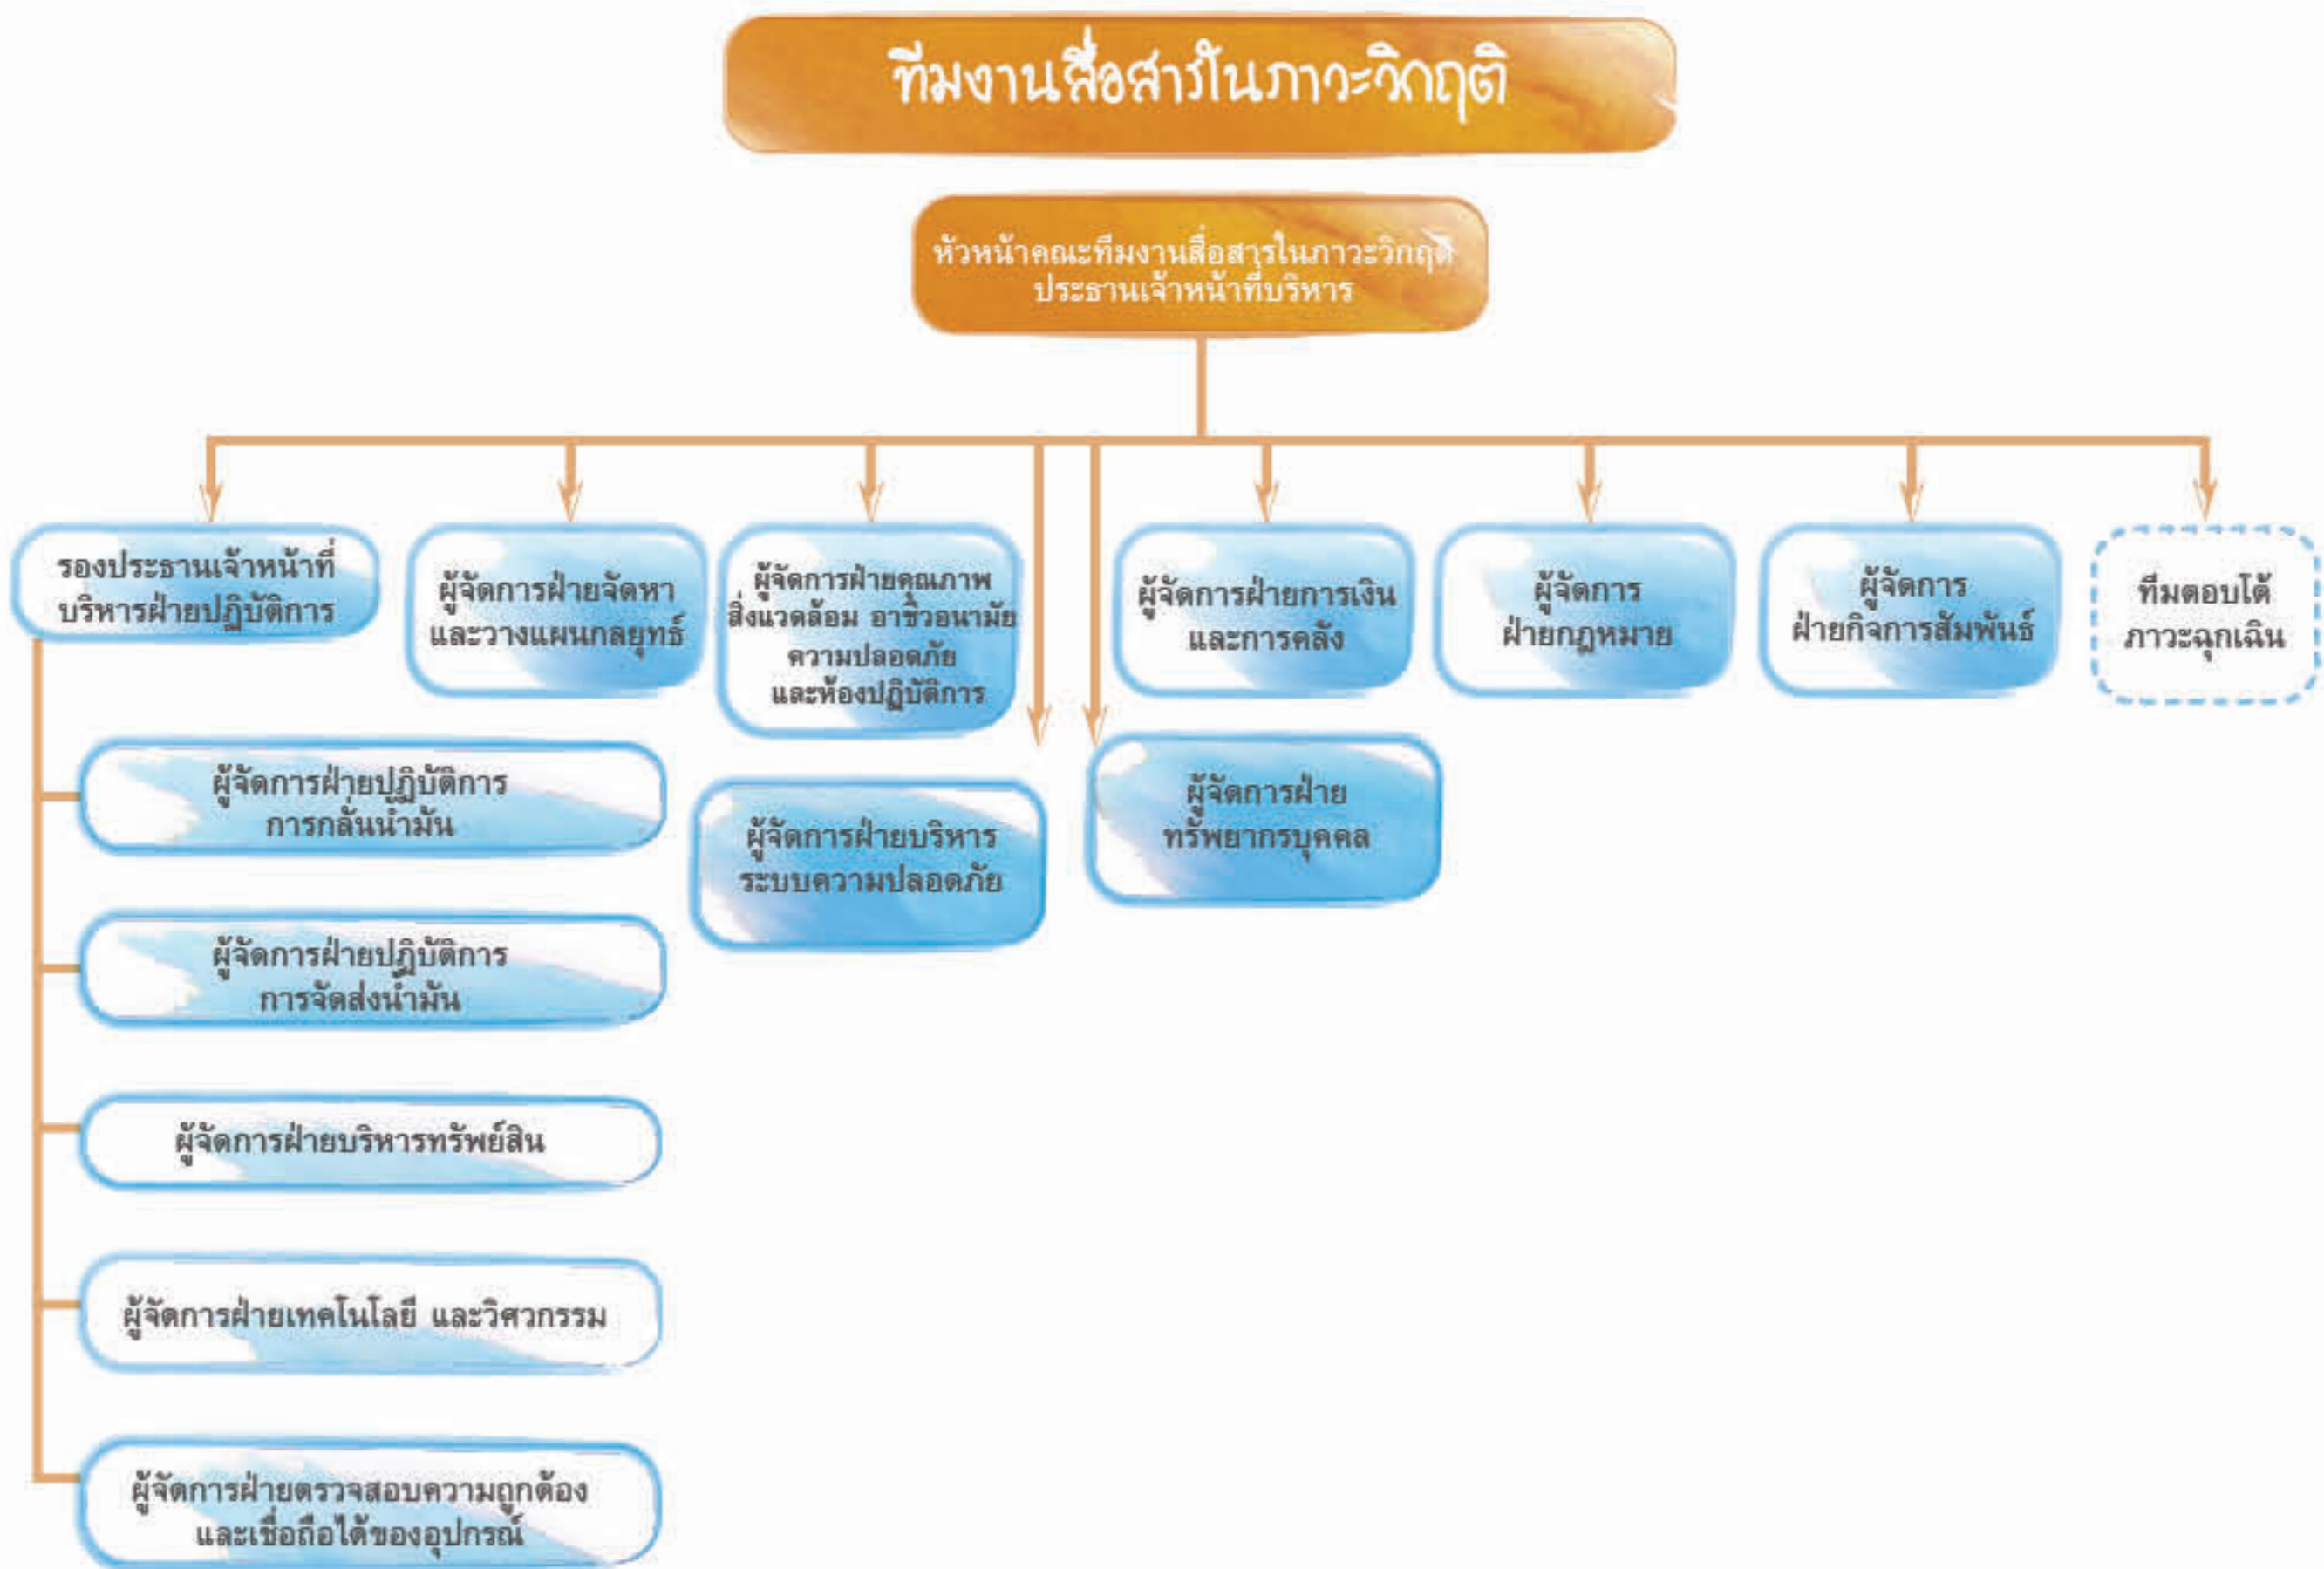 ทีมงานสื่อสารในภาวะวิกฤติ
หัวหน้าคณะทีมงานสื่อสารในภาวะวิกฤติ
ประธานเจ้าหน้าที่บริหาร
รองประธานเจ้าหน้าที่
บริหารฝ่ายปฏิบัติการ
ผู้จัดการฝ่ายจัดหา
และวางแผนกลยุทธ์
ผู้จัดการฝ่ายคุณภาพ
สิ่งแวดล้อม อาชีวอนามัย
ความปลอดภัย
และห้องปฏิบัติการ
ผู้จัดการฝ่ายการเงิน
และการคลัง
ผู้จัดการ
ฝ่ายกฎหมาย
ผู้จัดการ
ฝ่ายกิจการสัมพันธ์
ทีมตอบโต้
ภาวะฉุกเฉิน
ผู้จัดการฝ่ายบริหาร
ระบบความปลอดภัย
ผู้จัดการฝ่าย
ทรัพยากรบุคคล
ผู้จัดการฝ่ายปฏิบัติการ
การกลั่นน้ำมัน
ผู้จัดการฝ่ายปฏิบัติการ
การจัดส่งน้ำมัน
ผู้จัดการฝ่ายบริหารทรัพย์สิน
ผู้จัดการฝ่ายเทคโนโลยี และวิศวกรรม
ผู้จัดการฝ่ายตรวจสอบความถูกต้อง
และเชื่อถือได้ของอุปกรณ์